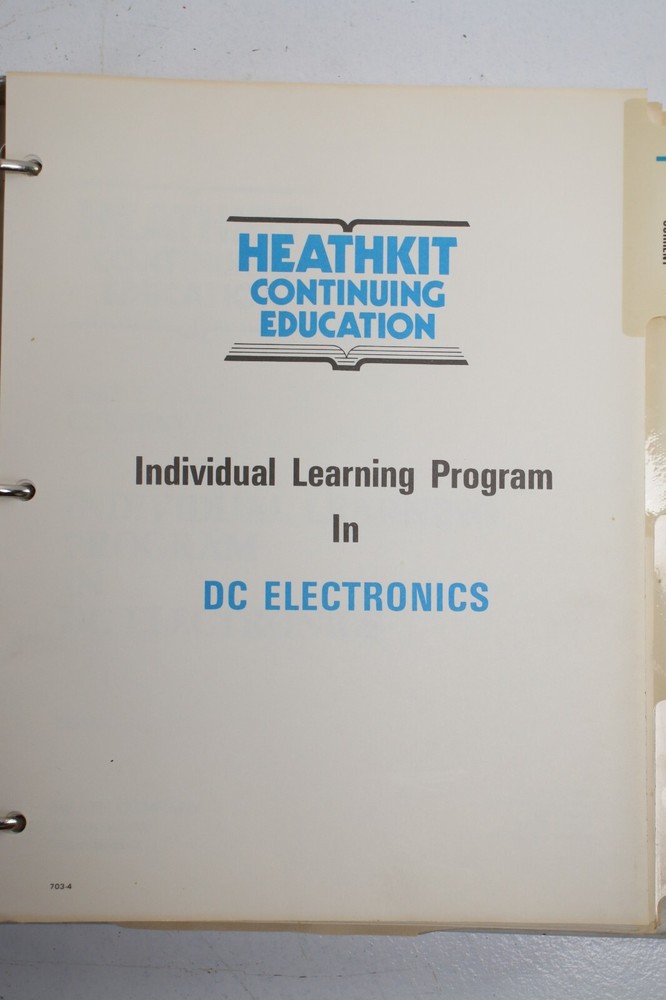 HEATHKIT
CONTINUING
EDUCATION
Individual Learning Program
In
DC ELECTRONICS
703-4